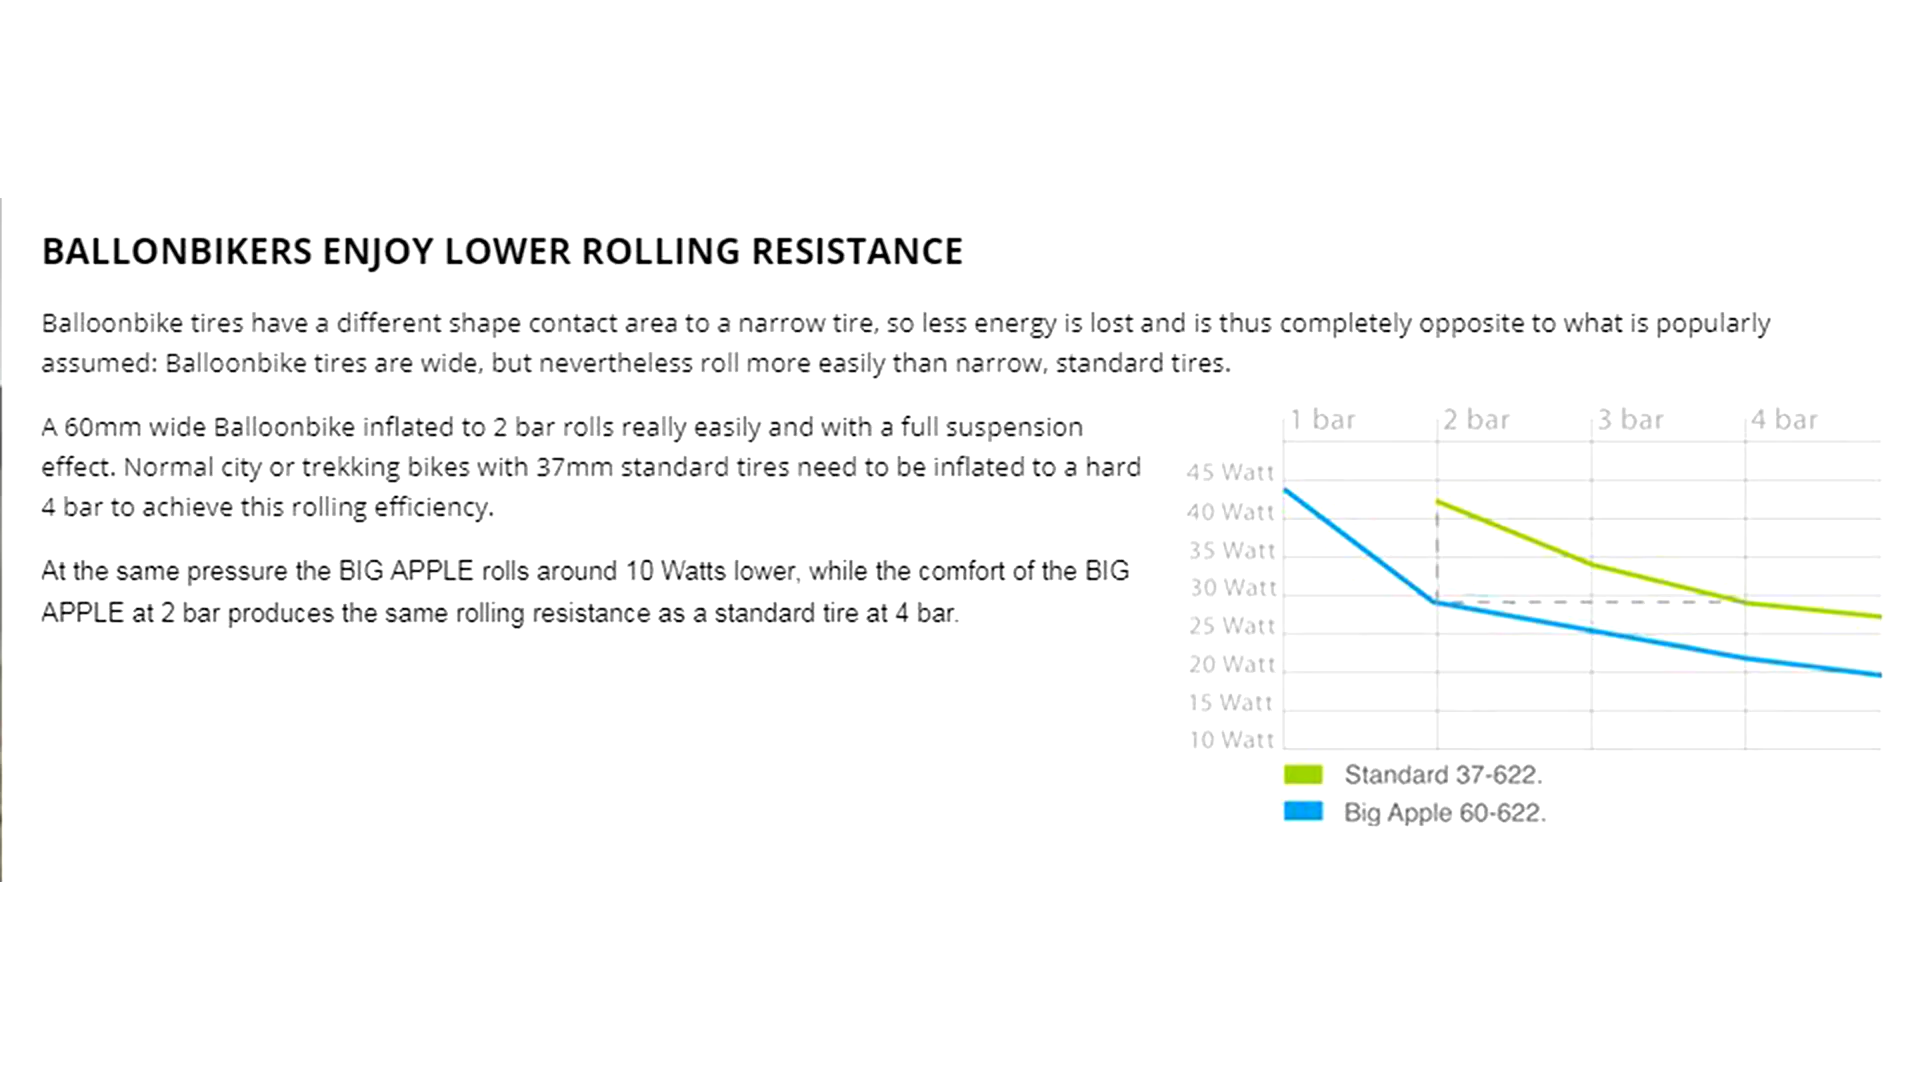 BALLONBIKERS ENJOY LOWER ROLLING RESISTANCE
Balloonbike tires have a different shape contact area to a narrow tire, so less energy is lost and is thus completely opposite to what is popularly
assumed: Balloonbike tires are wide, but nevertheless roll more easily than narrow, standard tires.
A 60mm wide Balloonbike inflated to 2 bar rolls really easily and with a full suspension
effect. Normal city or trekking bikes with 37mm standard tires need to be inflated to a hard
4 bar to achieve this rolling efficiency.
At the same pressure the BIG APPLE rolls around 10 Watts lower, while the comfort of the BIG
APPLE at 2 bar produces the same rolling resistance as a standard tire at 4 bar.
1 bar 2 bar 3 bar 4 bar
45 Watt
40 Watt
35 Watt
30 Watt
25 Watt
20 Watt
15 Watt
10 Watt
Standard 37-622.
Big Apple 60-622.